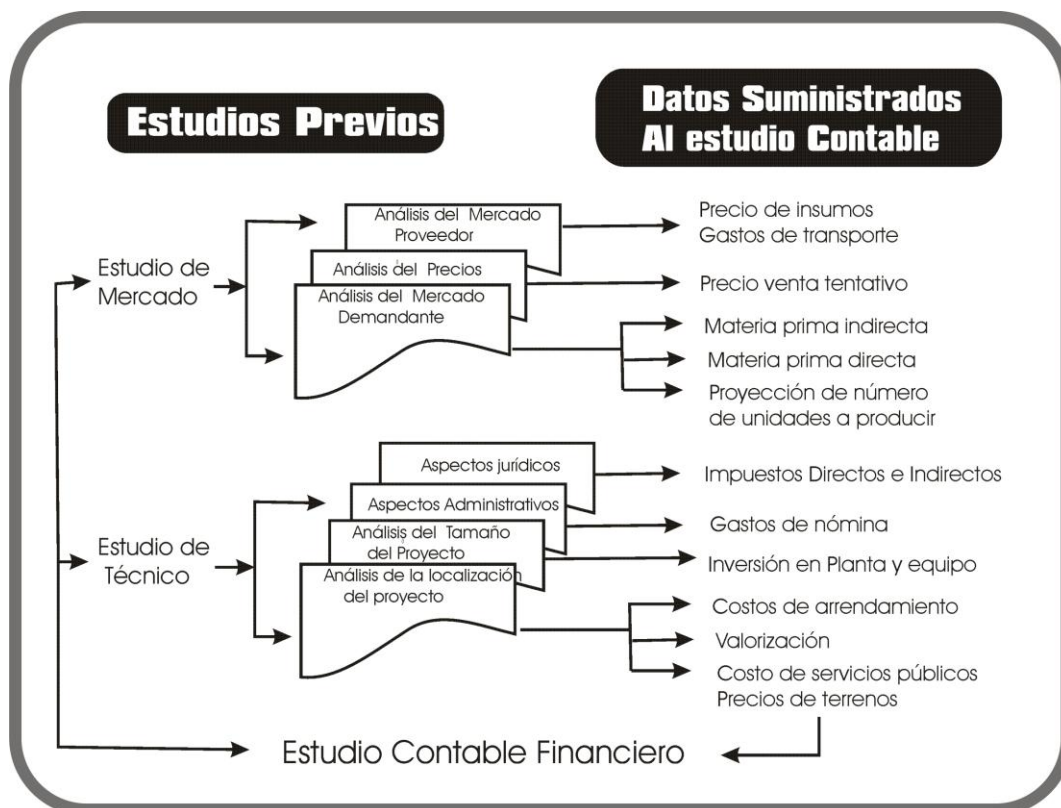 Estudios Previos
Datos Suministrados
Al estudio Contable
Estudio de
Mercado
Análisis del Mercado
Proveedor
Análisis del Precios
Análisis del Mercado
Demandante
Precio de insumos
Gastos de transporte
Precio venta tentativo
Materia prima indirecta
Materia prima directa
Proyección de número
de unidades a producir
Estudio de
Técnico
Aspectos jurídicos
Aspectos Administrativos
Análisis del Tamaño
del Proyecto
Análisis de la localización
del proyecto
Impuestos Directos e Indirectos
Gastos de nómina
Inversión en Planta y equipo
Costos de arrendamiento
Valorización
Costo de servicios públicos
Precios de terrenos
Estudio Contable Financiero